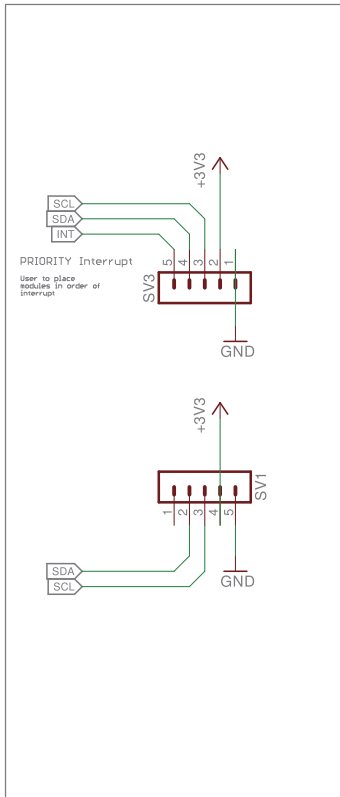 +3V3
SCL
SDA
INT
PRIORITY Interrupt
User to place
modules in order of
interrupt
SV3
5 4 3 2 1
GND
+3V3
SV1
1 2 3 4 5
SDA
SCL
GND